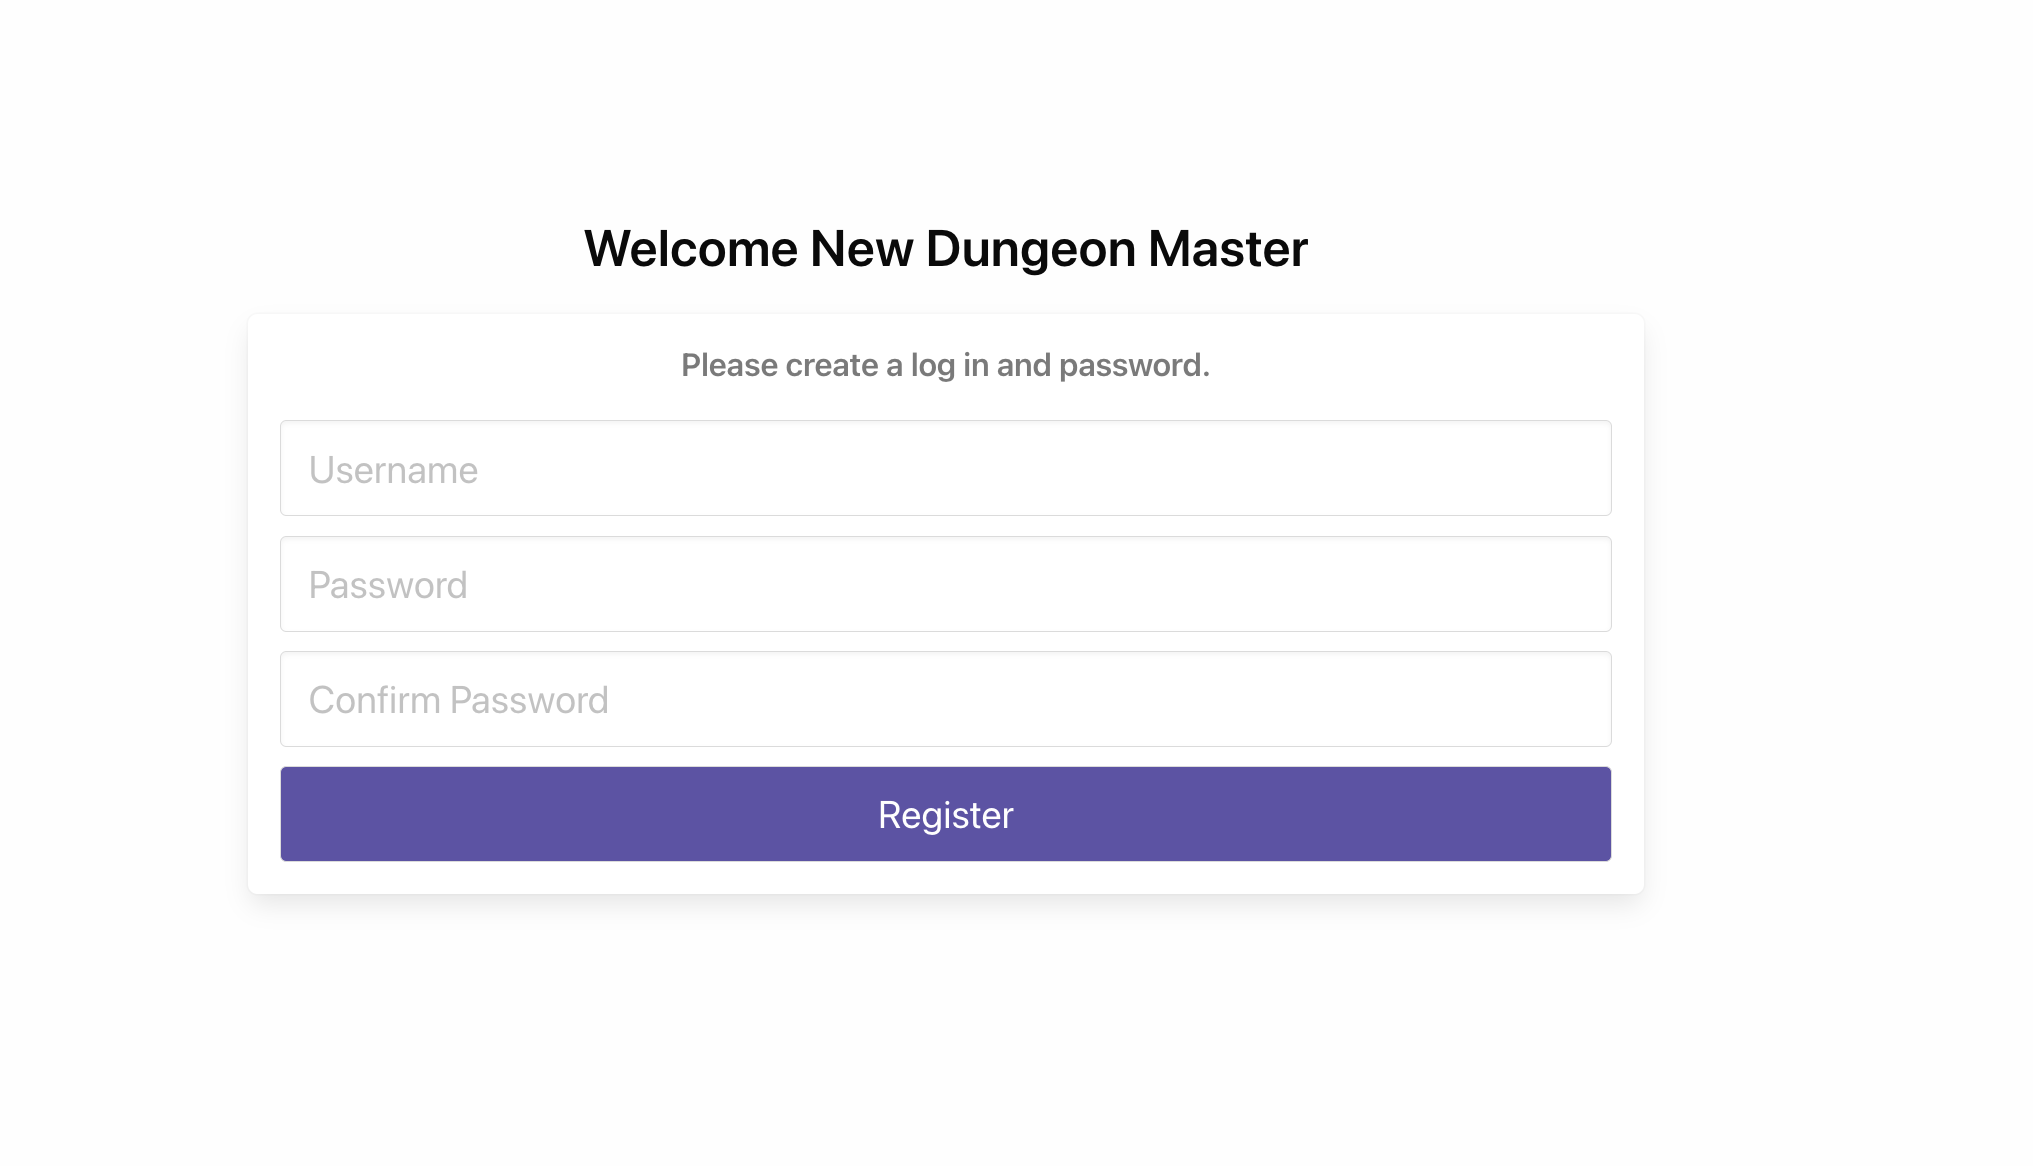 Welcome New Dungeon Master
Please create a log in and password.
Username
Password
Confirm Password
Register